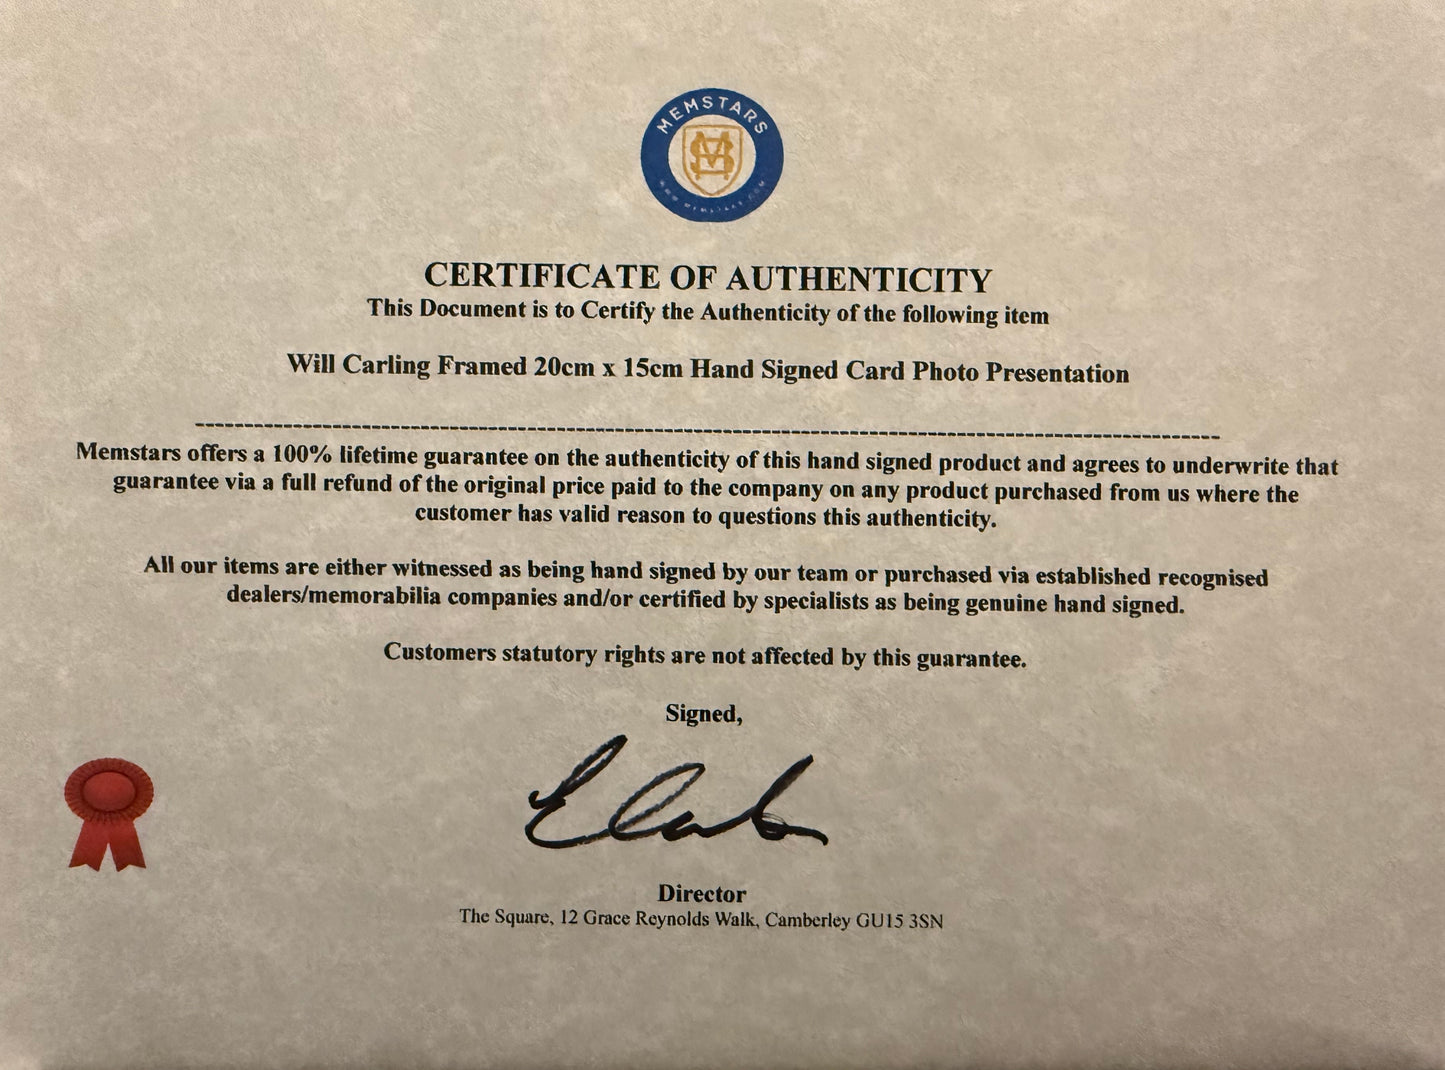 MEMSTARS
CERTIFICATE OF AUTHENTICITY
This Document is to Certify the Authenticity of the following item
Will Carling Framed 20cm x 15cm Hand Signed Card Photo Presentation
Memstars offers a 100% lifetime guarantee on the authenticity of this hand signed product and agrees to underwrite that
guarantee via a full refund of the original price paid to the company on any product purchased from us where the
customer has valid reason to questions this authenticity.
All our items are either witnessed as being hand signed by our team or purchased via established recognised
dealers/memorabilia companies and/or certified by specialists as being genuine hand signed.
Customers statutory rights are not affected by this guarantee.
Signed,
Director
The Square, 12 Grace Reynolds Walk, Camberley GU15 3SN